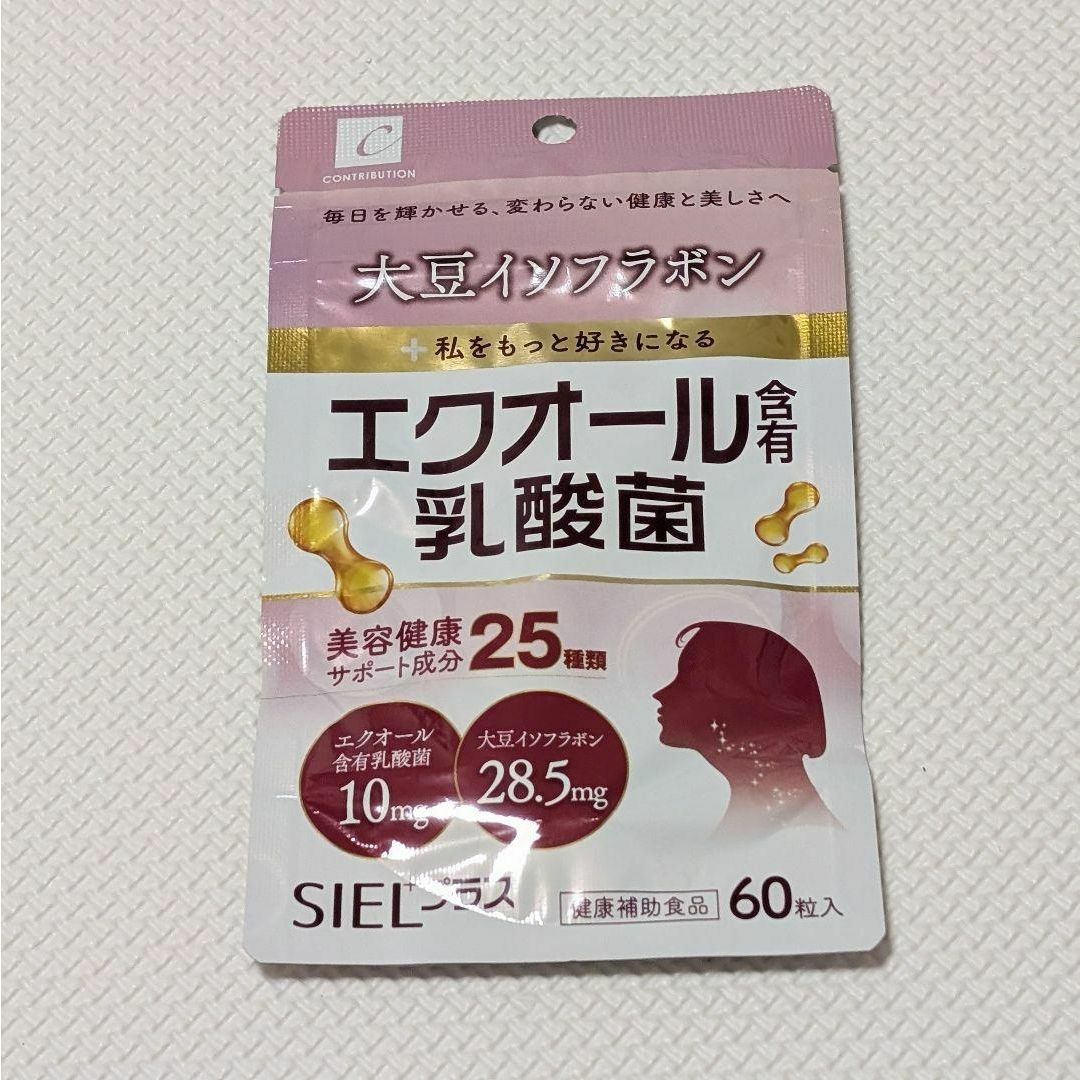 C
CONTRIBUTION
毎日を輝かせる、変わらない健康と美しさへ
大豆イソフラボン
+私をもっと好きになる
エクオール含有
乳酸菌
美容健康
サポート成分25種類
エクオール
含有乳酸菌
10mg
大豆イソフラボン
28.5mg
SIEL+プラス
健康補助食品 60粒入